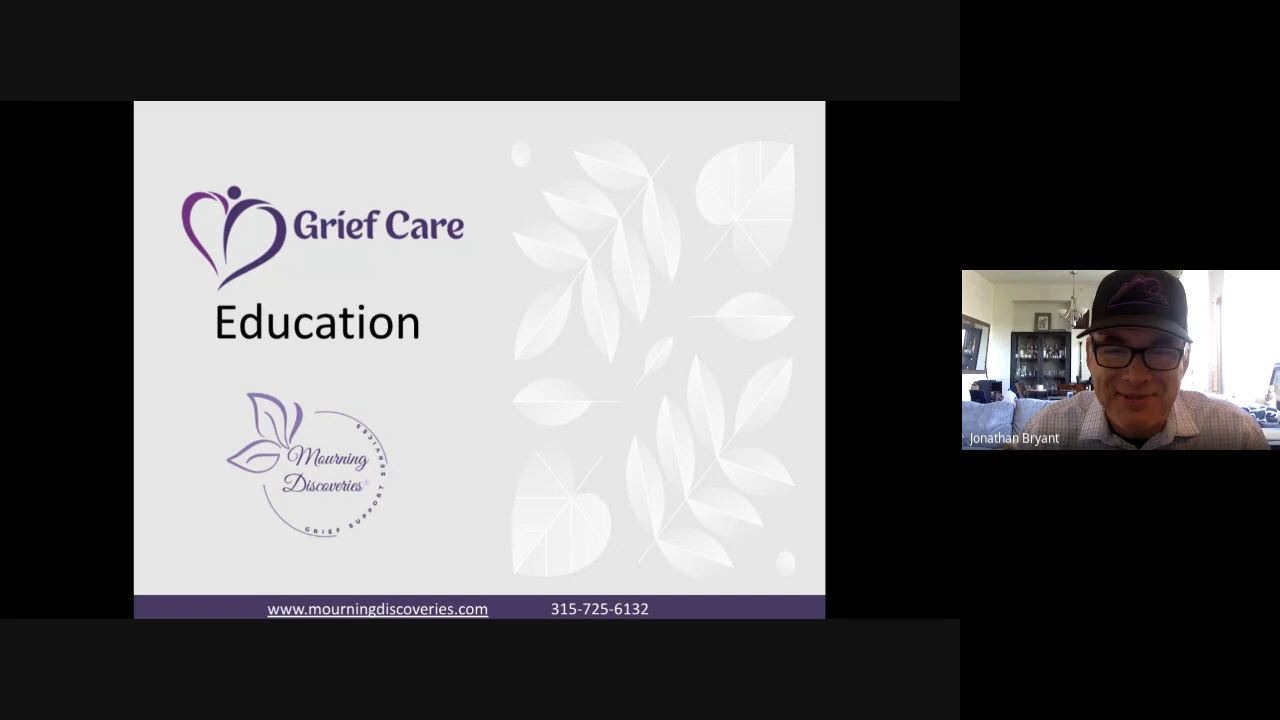 Grief Care
Education
Mourning
Discoveries®
GRIEF SUPPORT SERVICES
www.mourningdiscoveries.com 315-725-6132
Jonathan Bryant